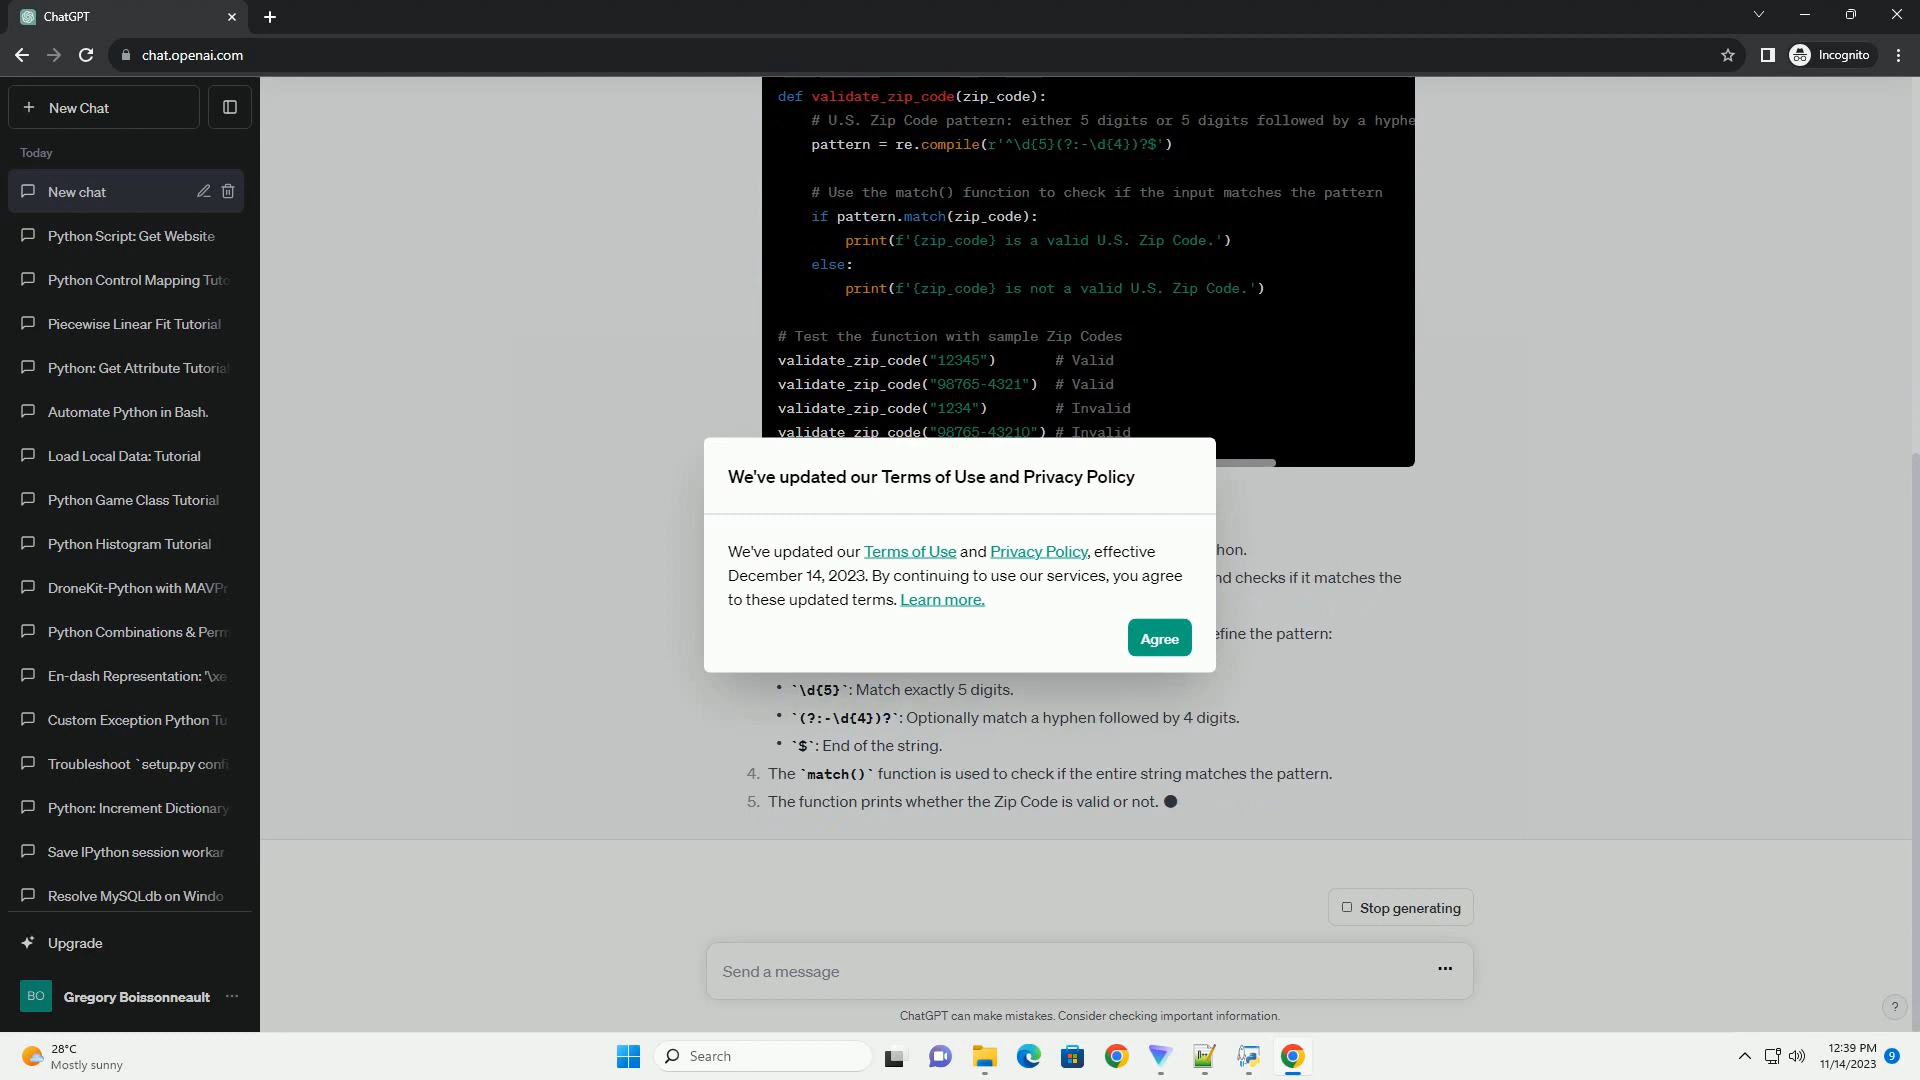 ChatGPT
chat.openai.com
Incognito
New Chat
Today
New chat
Python Script: Get Website
Python Control Mapping Tuto
Piecewise Linear Fit Tutorial
Python: Get Attribute Tutorial
Automate Python in Bash.
Load Local Data: Tutorial
Python Game Class Tutorial
Python Histogram Tutorial
DroneKit-Python with MAVPr
Python Combinations & Perm
En-dash Representation: '\xe
Custom Exception Python Tu
Troubleshoot `setup.py confi
Python: Increment Dictionary
Save IPython session workar
Resolve MySQLdb on Windo
Upgrade
BO Gregory Boissonneault
def validate_zip_code(zip_code):
# U.S. Zip Code pattern: either 5 digits or 5 digits followed by a hyphe
pattern = re.compile(r'^\d{5}(?:-\d{4})?$')
# Use the match() function to check if the input matches the pattern
if pattern.match(zip_code):
print(f'{zip_code} is a valid U.S. Zip Code.')
else:
print(f'{zip_code} is not a valid U.S. Zip Code.')
# Test the function with sample Zip Codes
validate_zip_code("12345") # Valid
validate_zip_code("98765-4321") # Valid
validate_zip_code("1234") # Invalid
validate_zip_code("98765-43210") # Invalid
We've updated our Terms of Use and Privacy Policy
We've updated our Terms of Use and Privacy Policy, effective
December 14, 2023. By continuing to use our services, you agree
to these updated terms. Learn more.
Agree
hon.
nd checks if it matches the
efine the pattern:
• `\d{5}`: Match exactly 5 digits.
• `(?:-\d{4})?`: Optionally match a hyphen followed by 4 digits.
• `$`: End of the string.
4. The `match()` function is used to check if the entire string matches the pattern.
5. The function prints whether the Zip Code is valid or not.
Stop generating
Send a message
ChatGPT can make mistakes. Consider checking important information.
?
28°C
Mostly sunny
Search
12:39 PM
11/14/2023
9